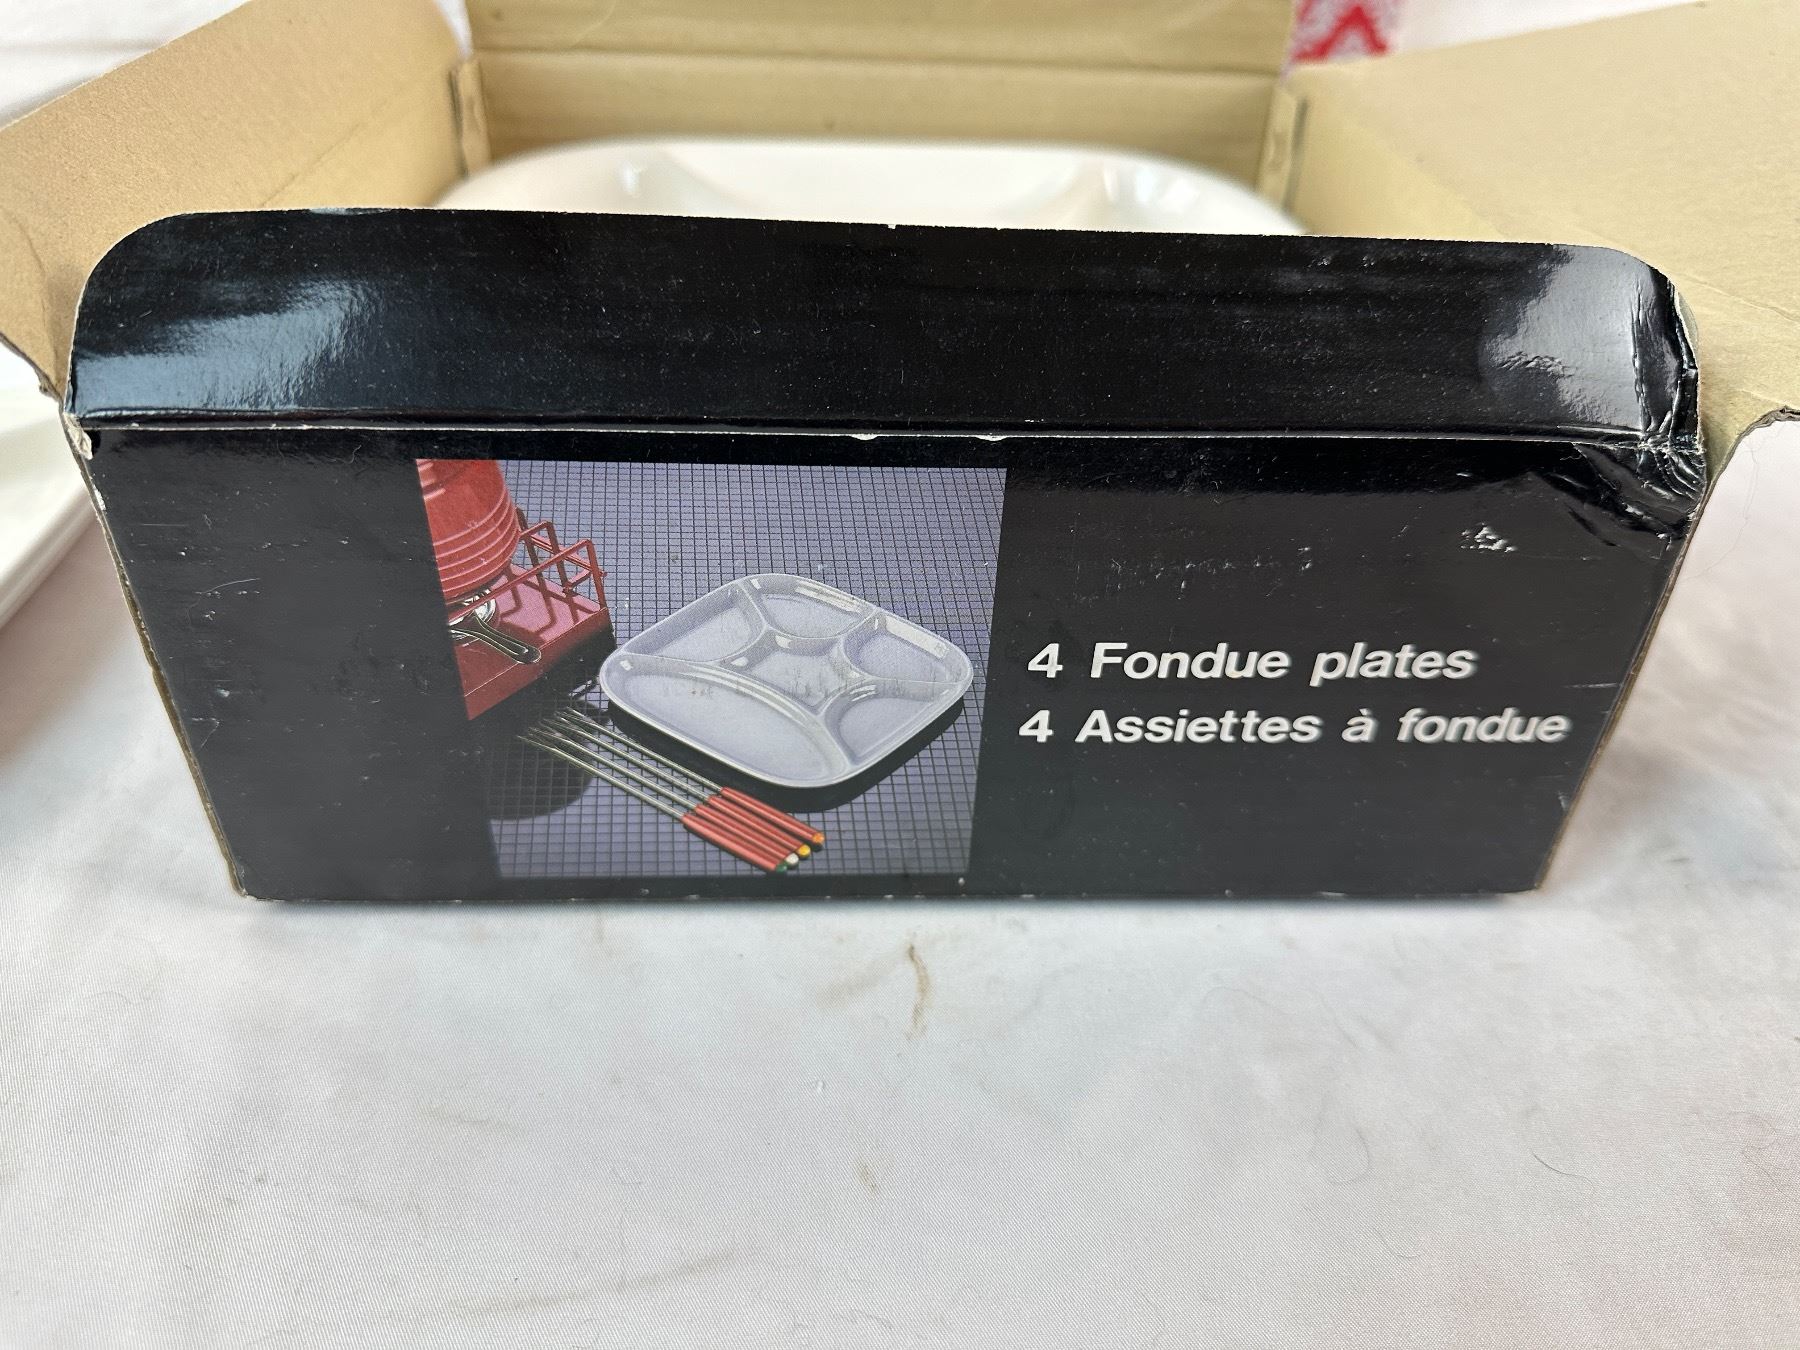 4 Fondue plates
4 Assiettes à fondue